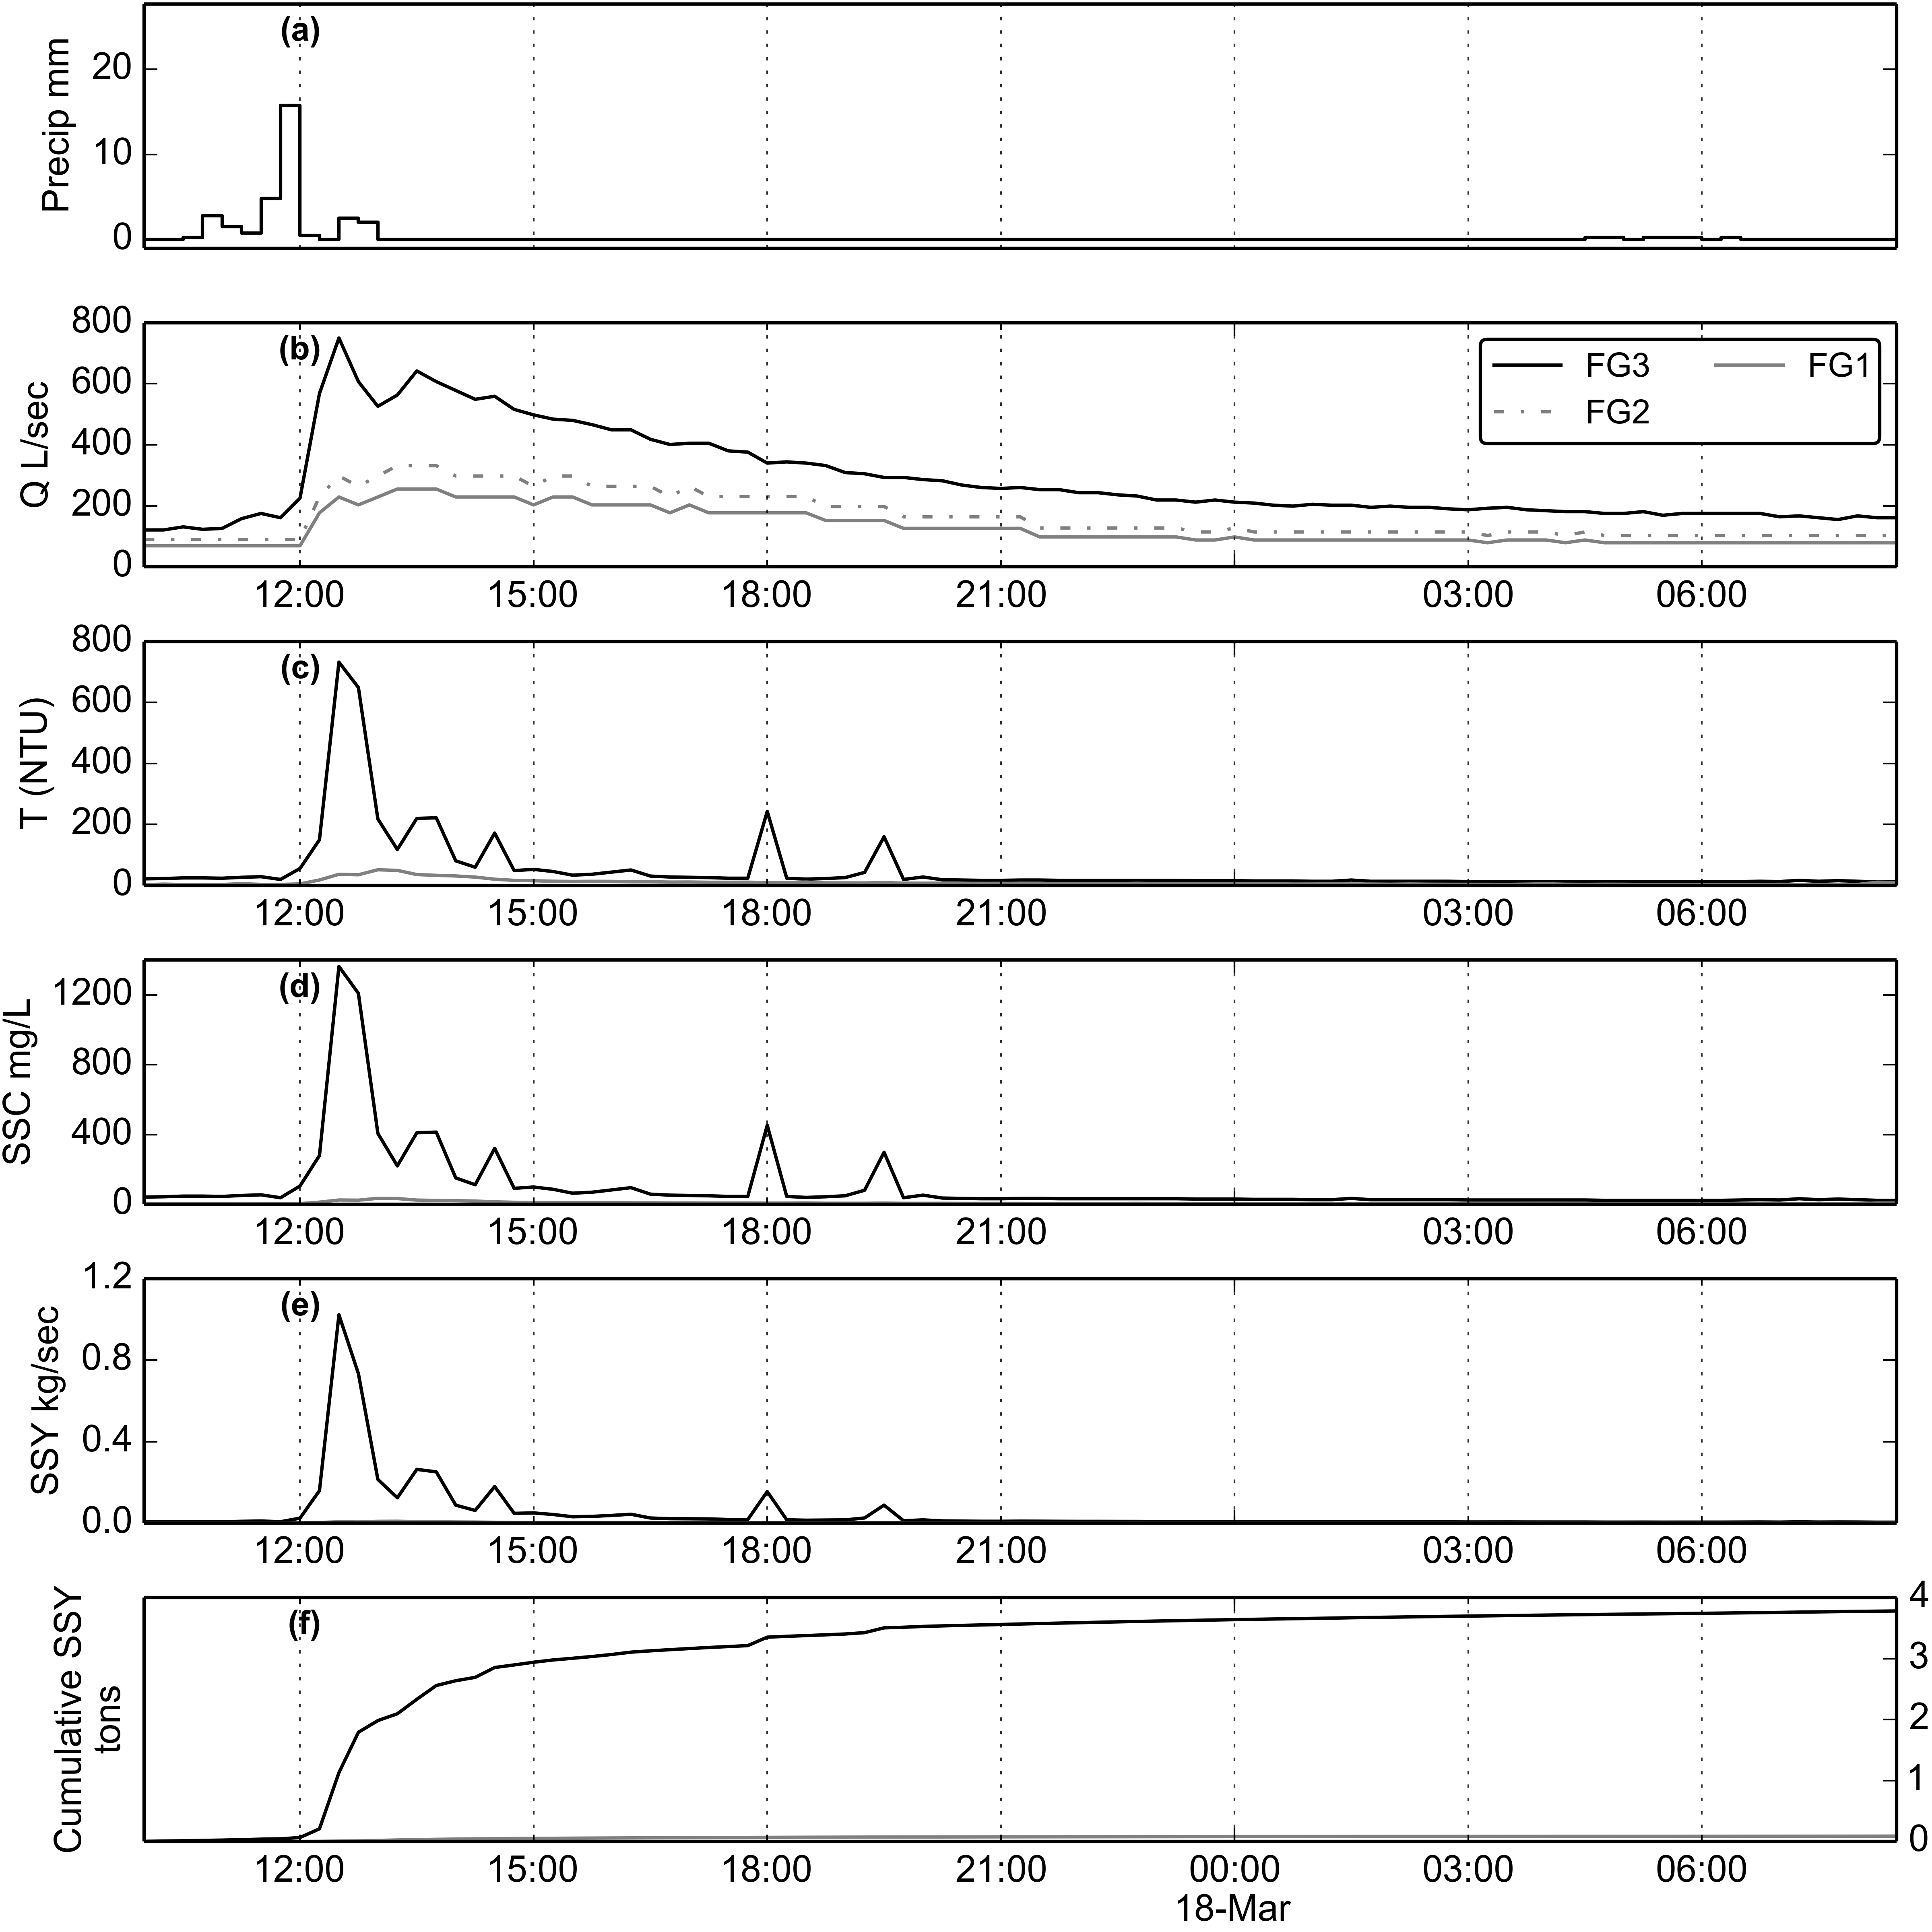 (a)
Precip mm
20
10
0
(b)
Q L/sec
800
600
400
200
0
FG3
FG1
FG2
12:00 15:00 18:00 21:00 03:00 06:00
(c)
T (NTU)
800
600
400
200
0
12:00 15:00 18:00 21:00 03:00 06:00
(d)
SSC mg/L
1200
800
400
0
12:00 15:00 18:00 21:00 03:00 06:00
(e)
SSY kg/sec
1.2
0.8
0.4
0.0
12:00 15:00 18:00 21:00 03:00 06:00
(f)
Cumulative SSY
tons
4
3
2
1
0
12:00 15:00 18:00 21:00 00:00 03:00 06:00
18-Mar